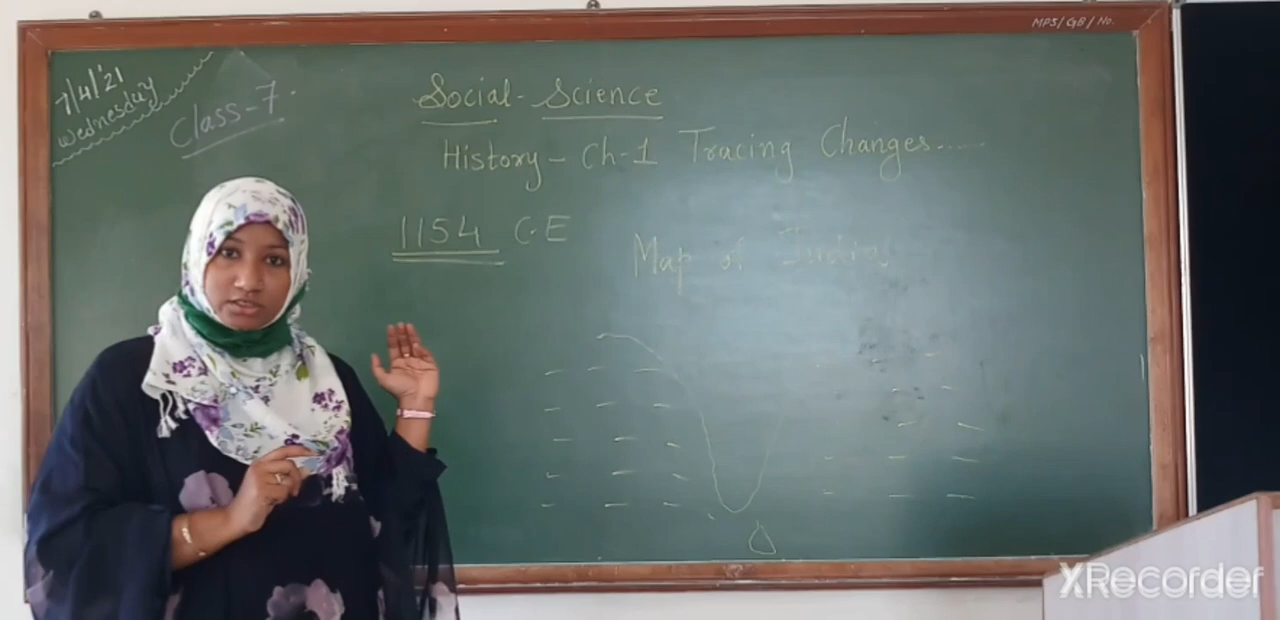 MPS/GB/No.
7/4/'21
Wednesday
Class-7.
Social-Science
History- Ch-1 Tracing Changes......
1154 C.E
Map of India
XRecorder